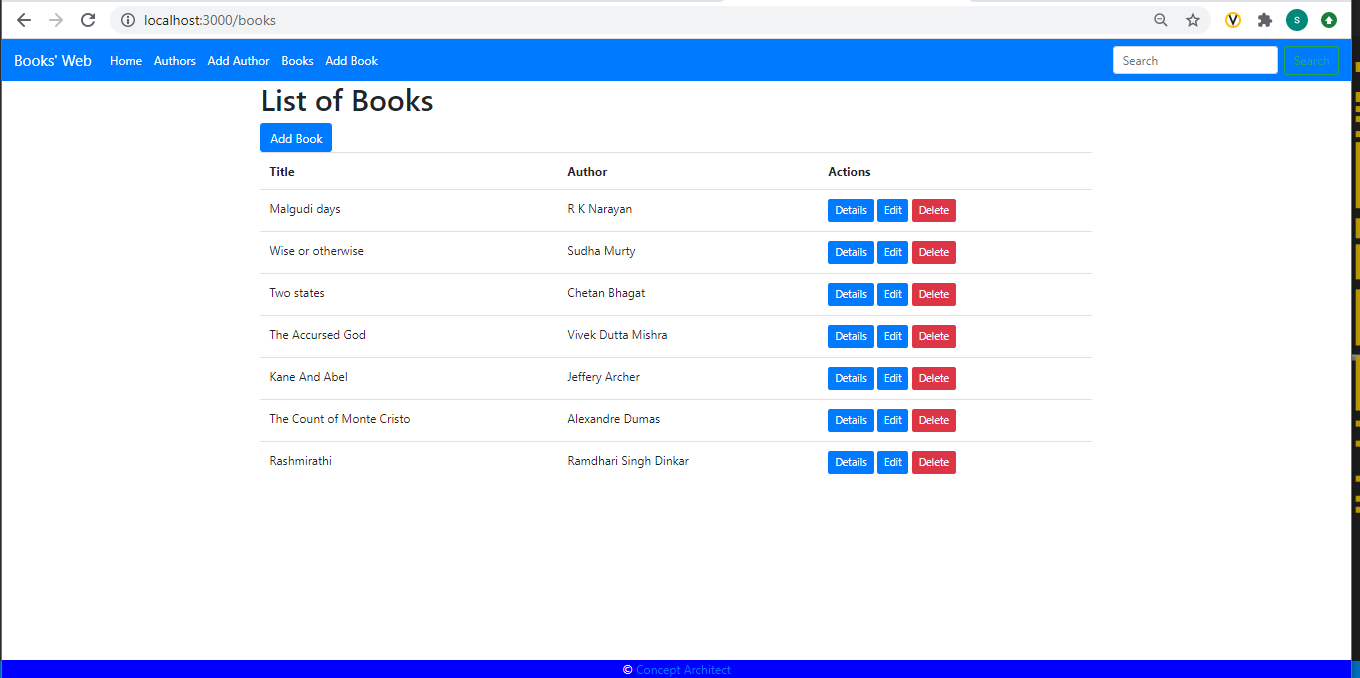 localhost:3000/books
V
s
Books' Web Home Authors Add Author Books Add Book Search Search
List of Books
Add Book
Title Author Actions
Malgudi days R K Narayan Details Edit Delete
Wise or otherwise Sudha Murty Details Edit Delete
Two states Chetan Bhagat Details Edit Delete
The Accursed God Vivek Dutta Mishra Details Edit Delete
Kane And Abel Jeffery Archer Details Edit Delete
The Count of Monte Cristo Alexandre Dumas Details Edit Delete
Rashmirathi Ramdhari Singh Dinkar Details Edit Delete
© Concept Architect